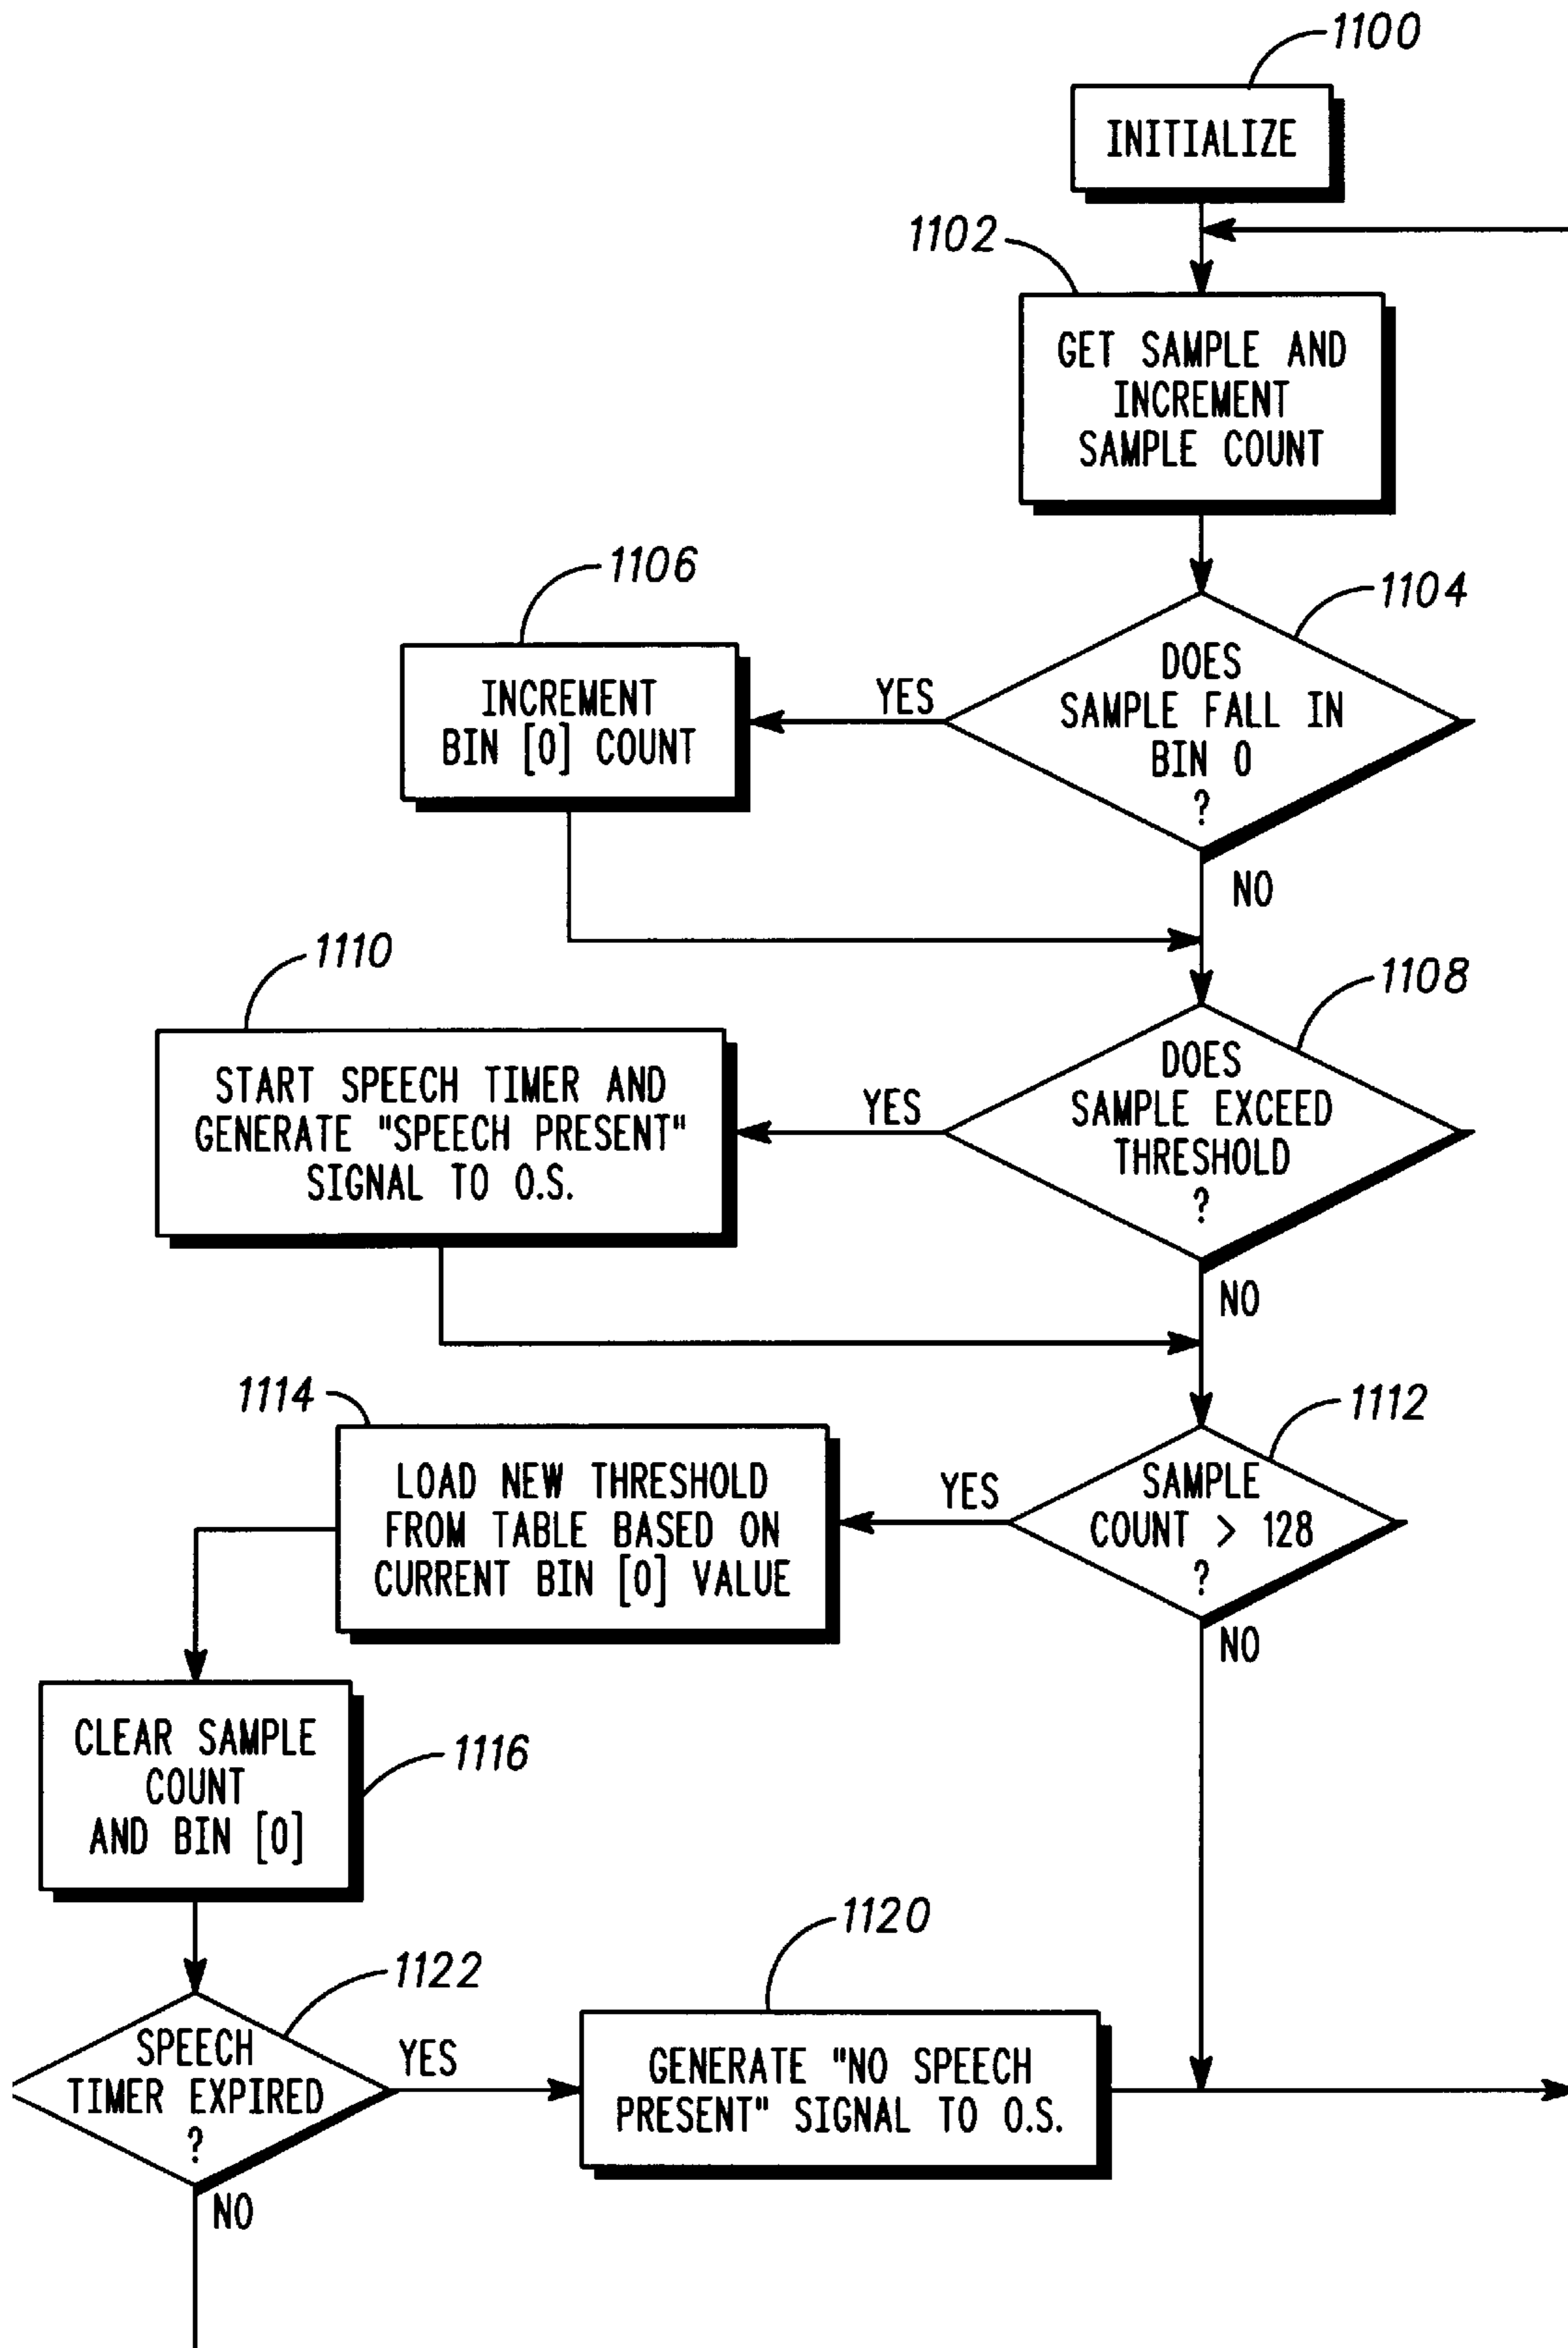 1100
INITIALIZE
1102
GET SAMPLE AND
INCREMENT
SAMPLE COUNT
1106
1104
INCREMENT
BIN [0] COUNT
YES
DOES
SAMPLE FALL IN
BIN 0
?
NO
1110
1108
START SPEECH TIMER AND
GENERATE "SPEECH PRESENT"
SIGNAL TO O.S.
YES
DOES
SAMPLE EXCEED
THRESHOLD
?
NO
1114
1112
LOAD NEW THRESHOLD
FROM TABLE BASED ON
CURRENT BIN [0] VALUE
YES
SAMPLE
COUNT > 128
?
NO
CLEAR SAMPLE
COUNT
AND BIN [0]
1116
1120
1122
SPEECH
TIMER EXPIRED
?
YES
NO
GENERATE "NO SPEECH
PRESENT" SIGNAL TO O.S.